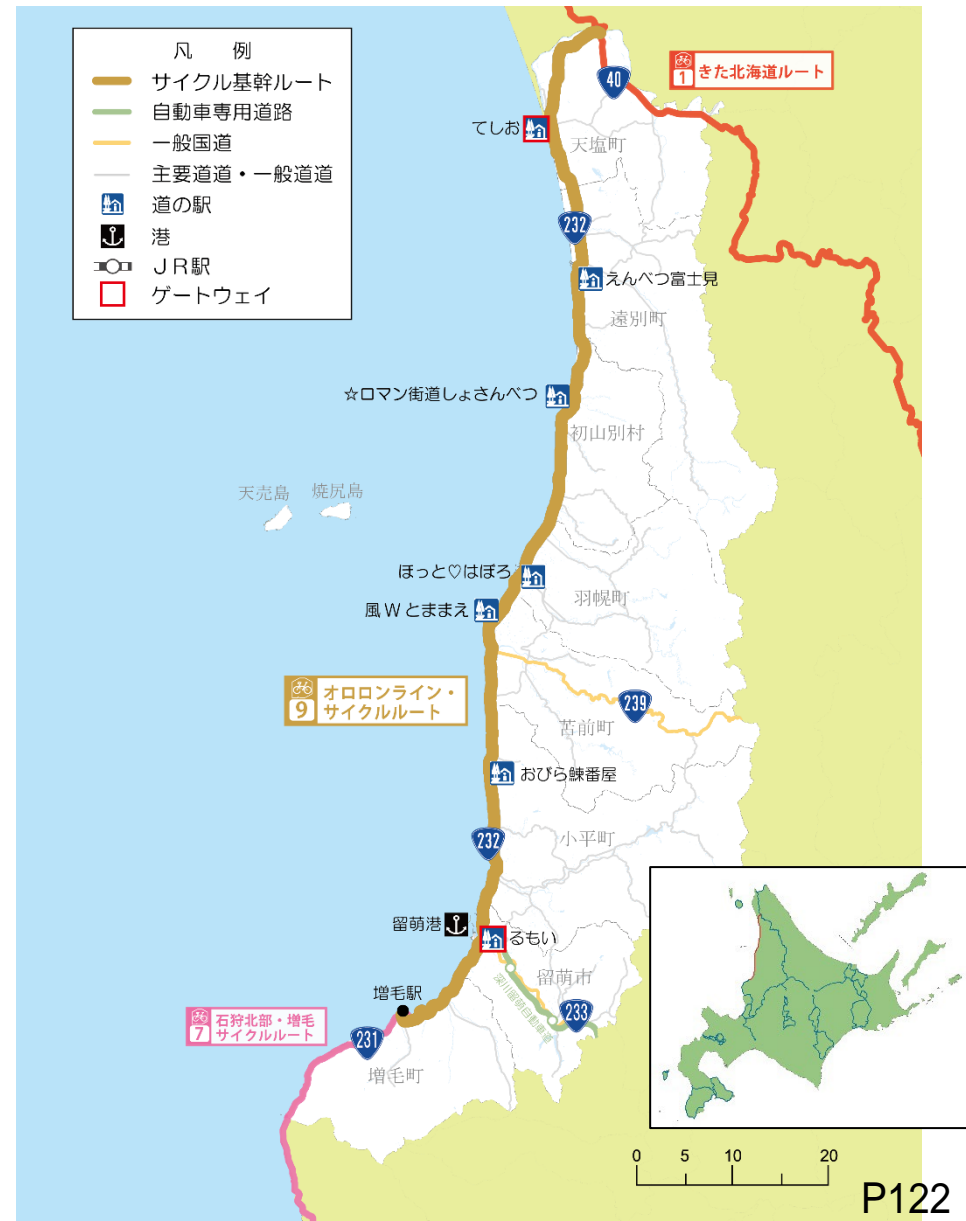 凡 例
サイクル基幹ルート
自動車専用道路
一般国道
主要道道・一般道道
道の駅
港
JR駅
ゲートウェイ
40
1
きた北海道ルート
てしお
天塩町
232
えんべつ富士見
遠別町
☆ロマン街道しょさんべつ
初山別村
天売島
焼尻島
ほっと♡はぼろ
羽幌町
風Wとままえ
9
オロロンライン・
サイクルルート
239
苫前町
おびら鰊番屋
小平町
232
留萌港
るもい
留萌市
深川留萌自動車道
233
増毛駅
7
石狩北部・増毛
サイクルルート
231
増毛町
0 5 10 20
P122